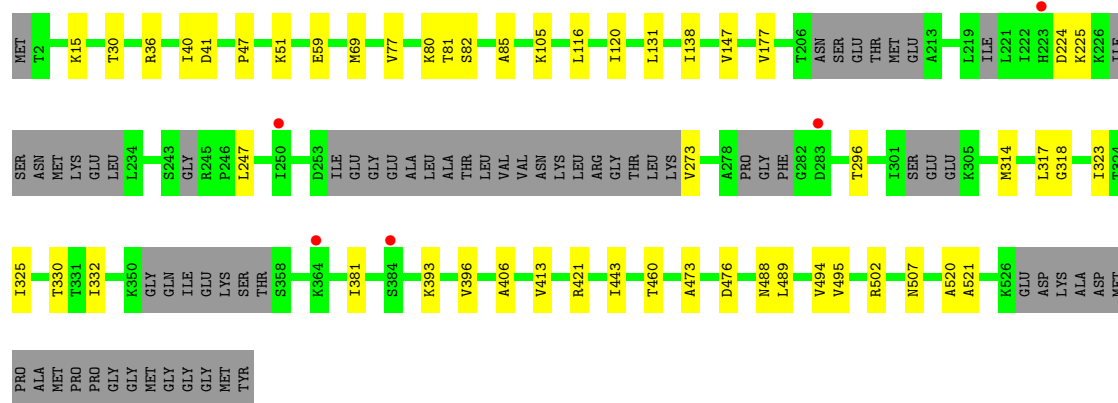 MET T2 K15 T30 R36 I40 D41 P47 K51 E59 M69 V77 K80 T81 S82 A85 K105 L116 I120 L131 I138 V147 V177 T206 ASN SER GLU THR MET GLU A213 L219 ILE L221 I222 H223 D224 K225 K226 ILE
SER ASN MET LYS GLU LEU L234 S243 GLY R245 P246 L247 I250 D253 ILE GLU GLY GLU ALA LEU ALA THR LEU VAL VAL ASN LYS LEU ARG GLY THR LEU LYS V273 A278 PRO GLY PHE G282 D283 T296 I301 SER GLU GLU K305 M314 L317 G318 I323 T324
I325 T330 T331 I332 K350 GLY GLN ILE GLU LYS SER THR S358 K364 I381 S384 K393 V396 A406 V413 R421 I443 T460 A473 D476 N488 L489 V494 V495 R502 N507 A520 A521 K526 GLU ASP LYS ALA ASP MET
PRO ALA MET PRO PRO GLY GLY MET GLY GLY GLY MET TYR